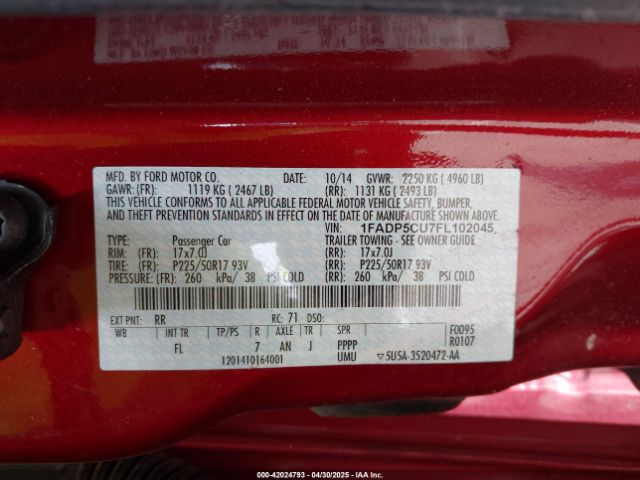 10/14
MFD. BY FORD MOTOR CO. DATE: 10/14 GVWR: 2250 KG ( 4960 LB)
GAWR: (FR): 1119 KG ( 2467 LB) (RR): 1131 KG ( 2493 LB)
THIS VEHICLE CONFORMS TO ALL APPLICABLE FEDERAL MOTOR VEHICLE SAFETY, BUMPER,
AND THEFT PREVENTION STANDARDS IN EFFECT ON THE DATE OF MANUFACTURE SHOWN ABOVE.
VIN: 1FADP5CU7FL102045
TYPE: Passenger Car TRAILER TOWING - SEE OWNER GUIDE
RIM: (FR): 17x7.0J (RR): 17x7.0J
TIRE: (FR): P225/50R17 93V (RR): P225/50R17 93V
PRESSURE: (FR): 260 kPa/ 38 PSI COLD (RR): 260 kPa/ 38 PSI COLD
EXT PNT: RR RC: 71 DSO:
WB INT TR TP/PS R AXLE TR SPR F0095
FL 7 AN J PPPP R0107
1201410164001 UMU ▽5U5A-3520472-AA
000-42024793 - 04/30/2025 - IAAI.COM